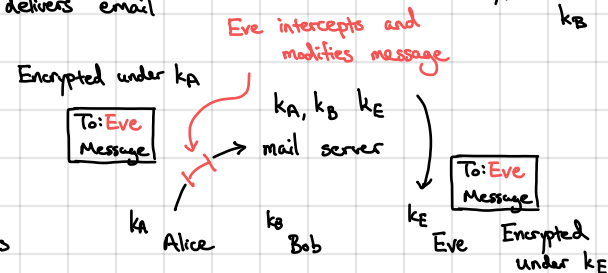 delivers email
Eve intercepts and
modifies message
kB
Encrypted under kA
To: Eve
Message
kA, kB kE
mail server
To: Eve
Message
kA
Alice
kB
Bob
kE
Eve
Encrypted
under kE